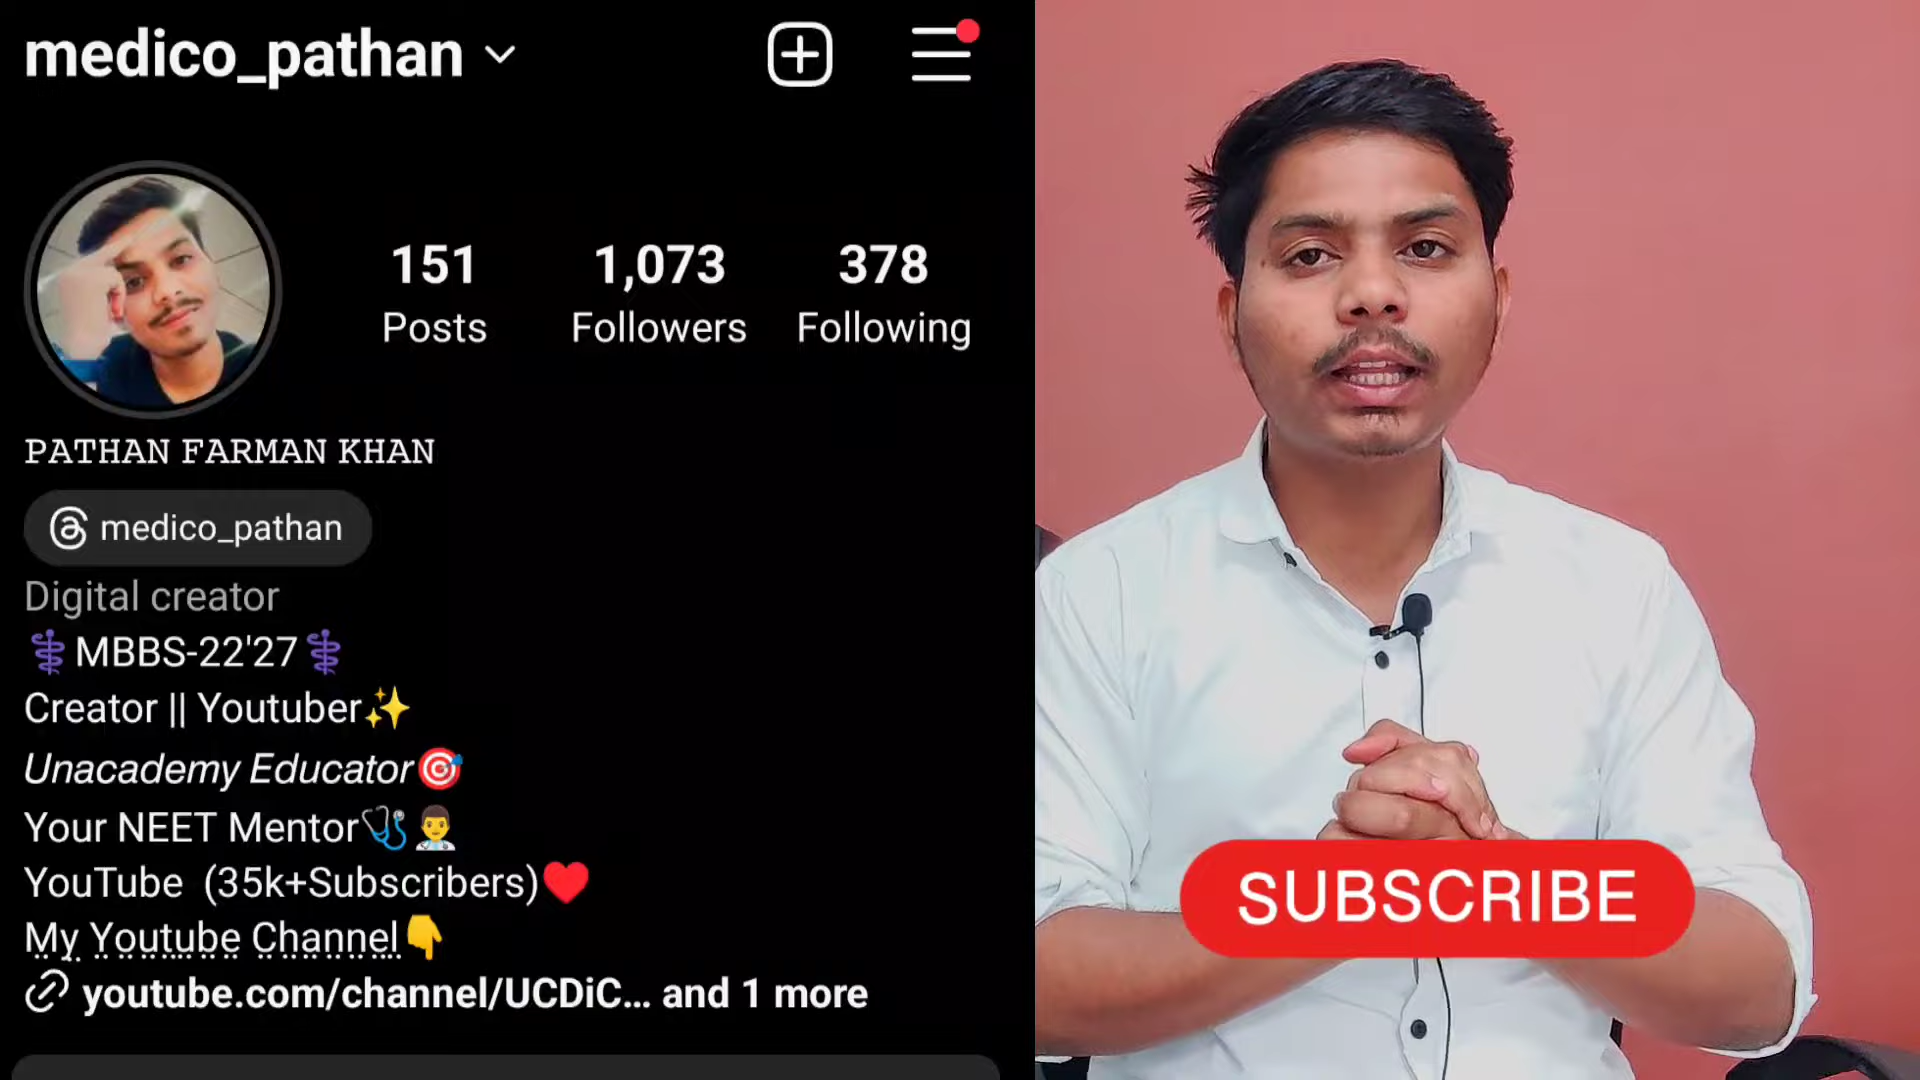 medico_pathan
151 1,073 378
Posts Followers Following
PATHAN FARMAN KHAN
medico_pathan
Digital creator
⚕MBBS-22'27⚕
Creator || Youtuber✨
Unacademy Educator🎯
Your NEET Mentor🩺👨‍⚕️
YouTube (35k+Subscribers)♥️
My Youtube Channel👇
youtube.com/channel/UCDiC... and 1 more
SUBSCRIBE